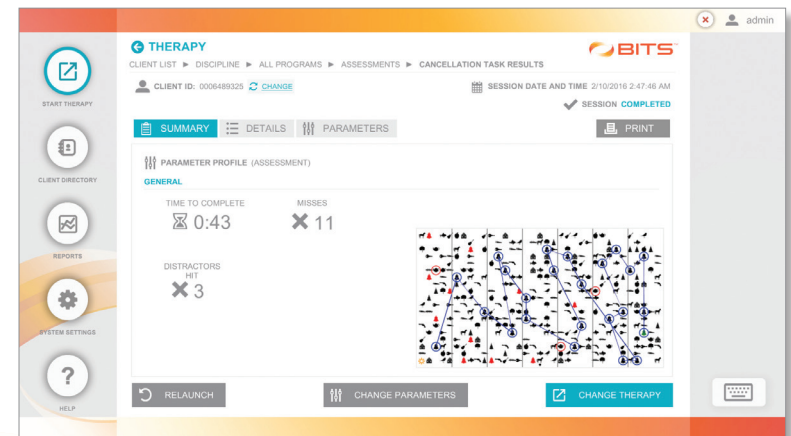 admin
THERAPY
BITS
CLIENT LIST ▶ DISCIPLINE ▶ ALL PROGRAMS ▶ ASSESSMENTS ▶ CANCELLATION TASK RESULTS
CLIENT ID: 0006489325 CHANGE
SESSION DATE AND TIME 2/10/2016 2:47:46 AM
SESSION COMPLETED
START THERAPY
SUMMARY DETAILS PARAMETERS PRINT
PARAMETER PROFILE (ASSESSMENT)
GENERAL
CLIENT DIRECTORY
TIME TO COMPLETE MISSES
0:43 11
REPORTS
DISTRACTORS
HIT
3
SYSTEM SETTINGS
?
HELP
RELAUNCH CHANGE PARAMETERS CHANGE THERAPY